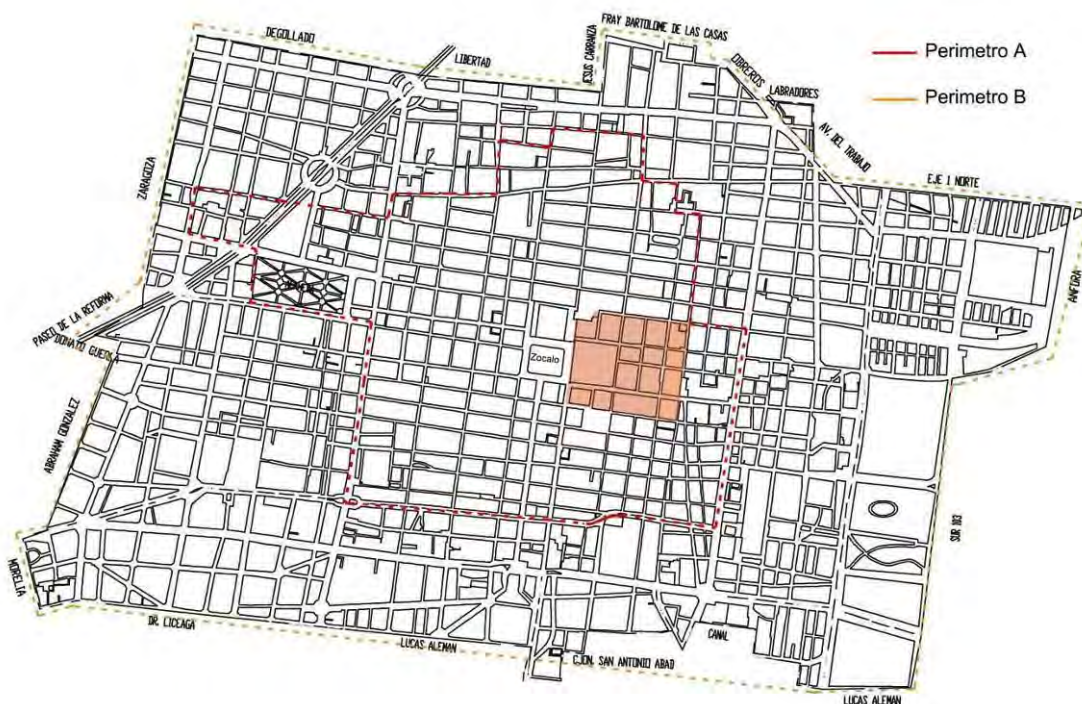 FRAY BARTOLOME DE LAS CASAS
DEGOLLADO
LIBERTAD
JESUS CARRANZA
OBREROS
LABRADORES
AV. DEL TRABAJO
EJE 1 NORTE
Perimetro A
Perimetro B
ZARAGOZA
ANFORA
PASEO DE LA REFORMA
DONATO GUERRA
Zocalo
ABRAHAM GONZALEZ
SUR 103
MORELIA
DR. LICEAGA
LUCAS ALEMAN
CJON. SAN ANTONIO ABAD
CANAL
LUCAS ALEMAN